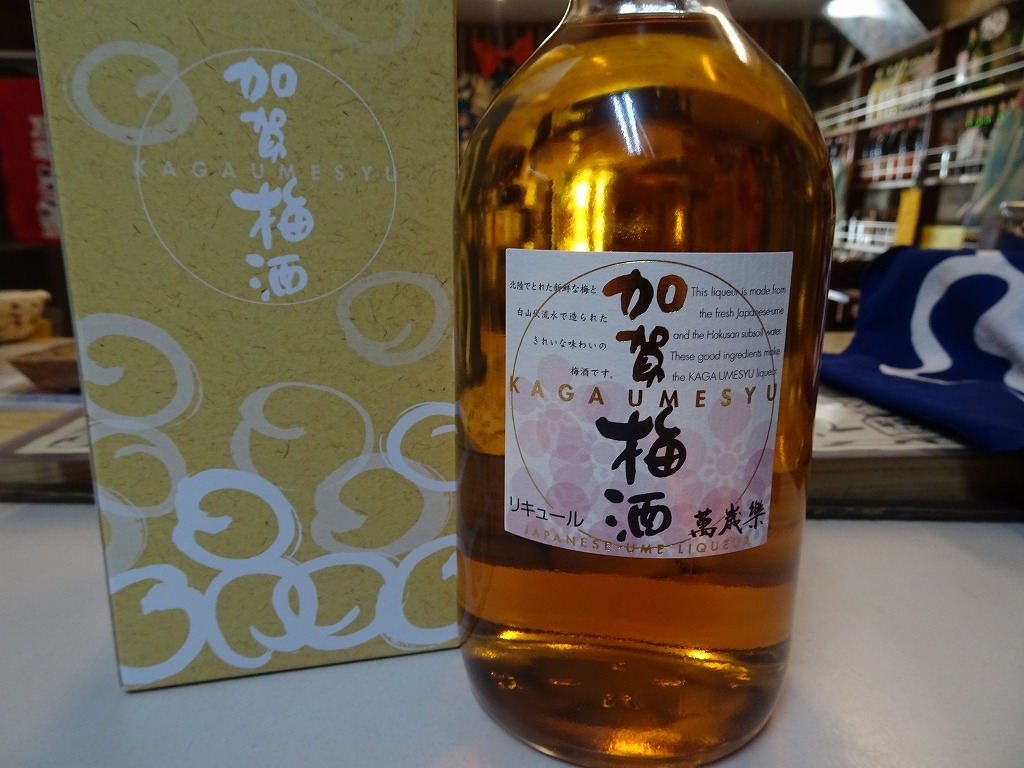 加賀梅酒
KAGAUMESYU
北陸でとれた新鮮な梅と
白山伏流水で造られた
きれいな味わいの
梅酒です。
加賀梅酒
This liqueur is made from
the fresh Japanese-ume
and the Hakusan subsoil water.
These good ingredients make
the KAGA UMESYU liqueur.
KAGA UMESYU
リキュール
萬歳樂
JAPANESE-UME LIQUEUR